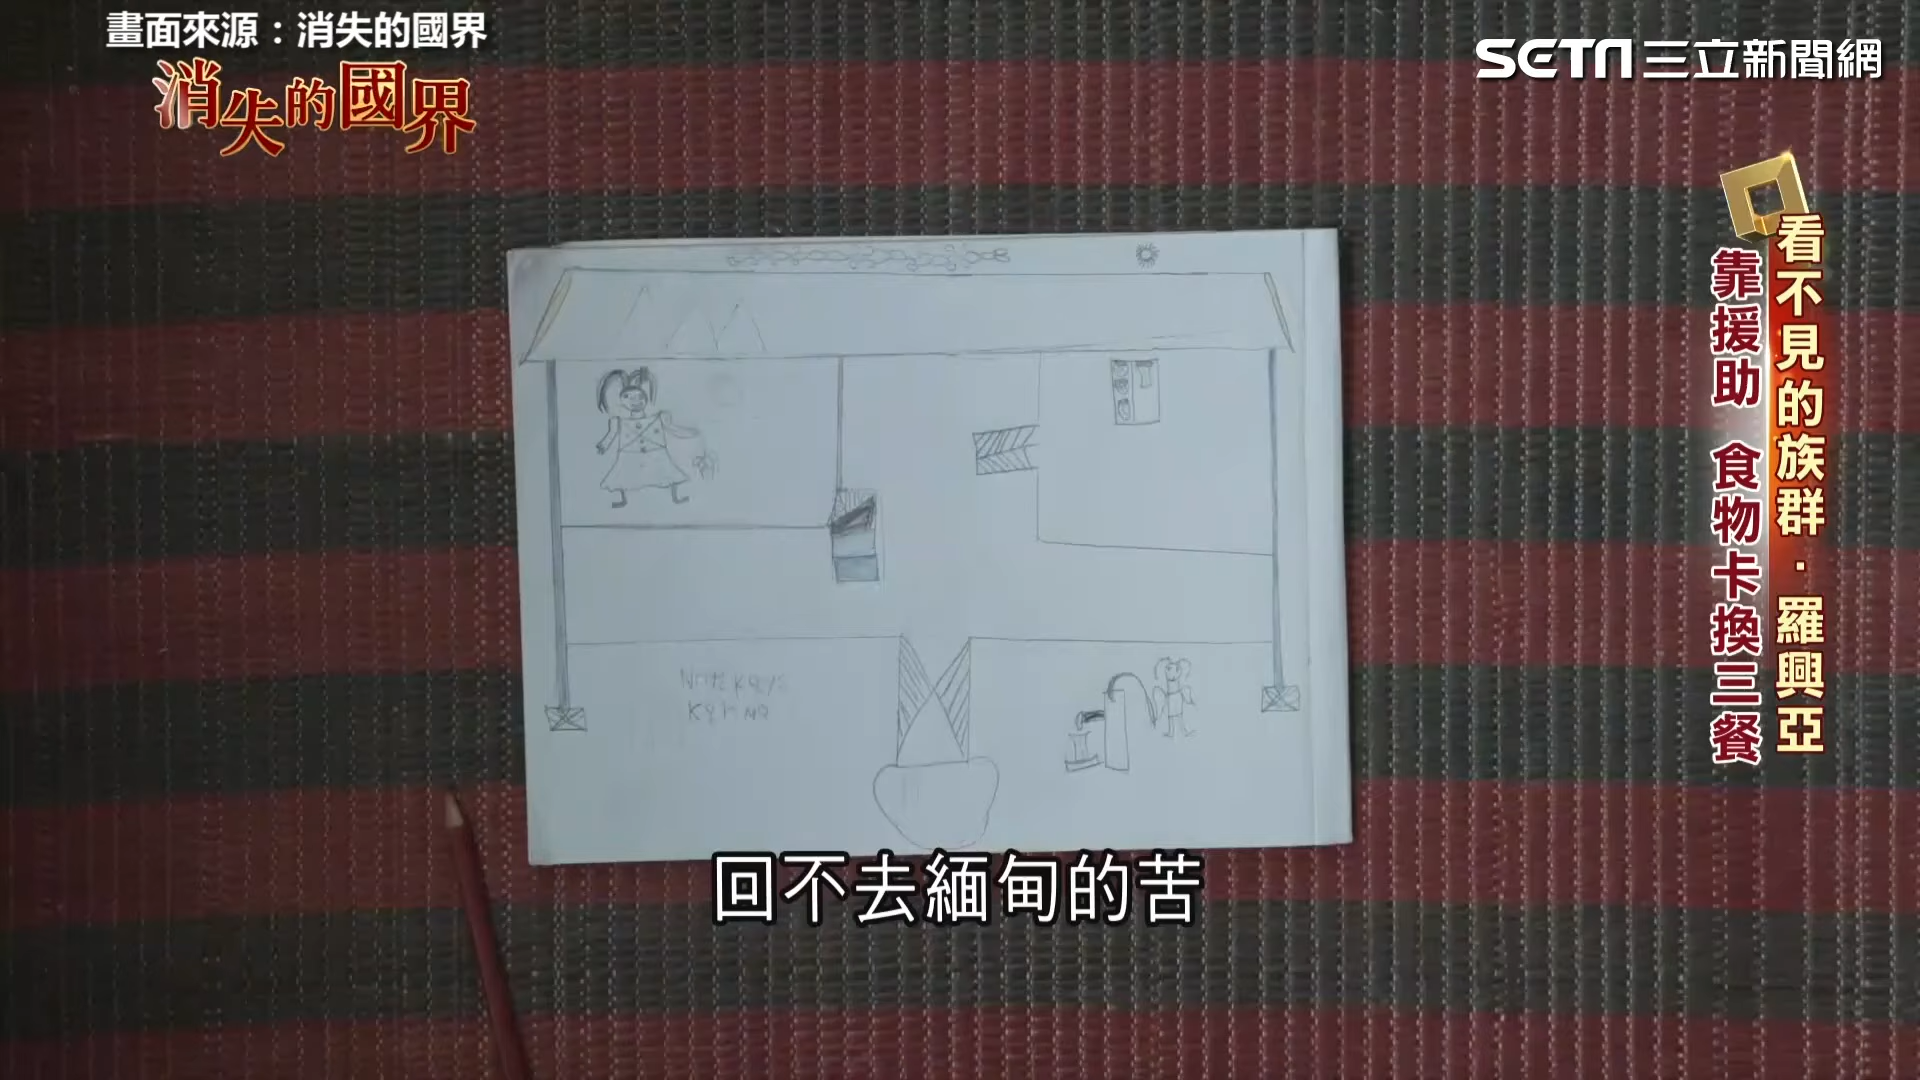 畫面來源：消失的國界
消失的國界
SETN三立新聞網
看不見的族群．羅興亞
靠援助 食物卡換三餐
回不去緬甸的苦